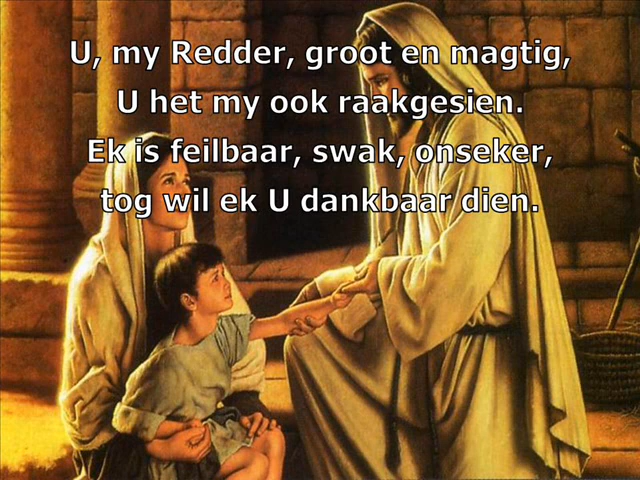 U, my Redder, groot en magtig,
U het my ook raakgesien.
Ek is feilbaar, swak, onseker,
tog wil ek U dankbaar dien.